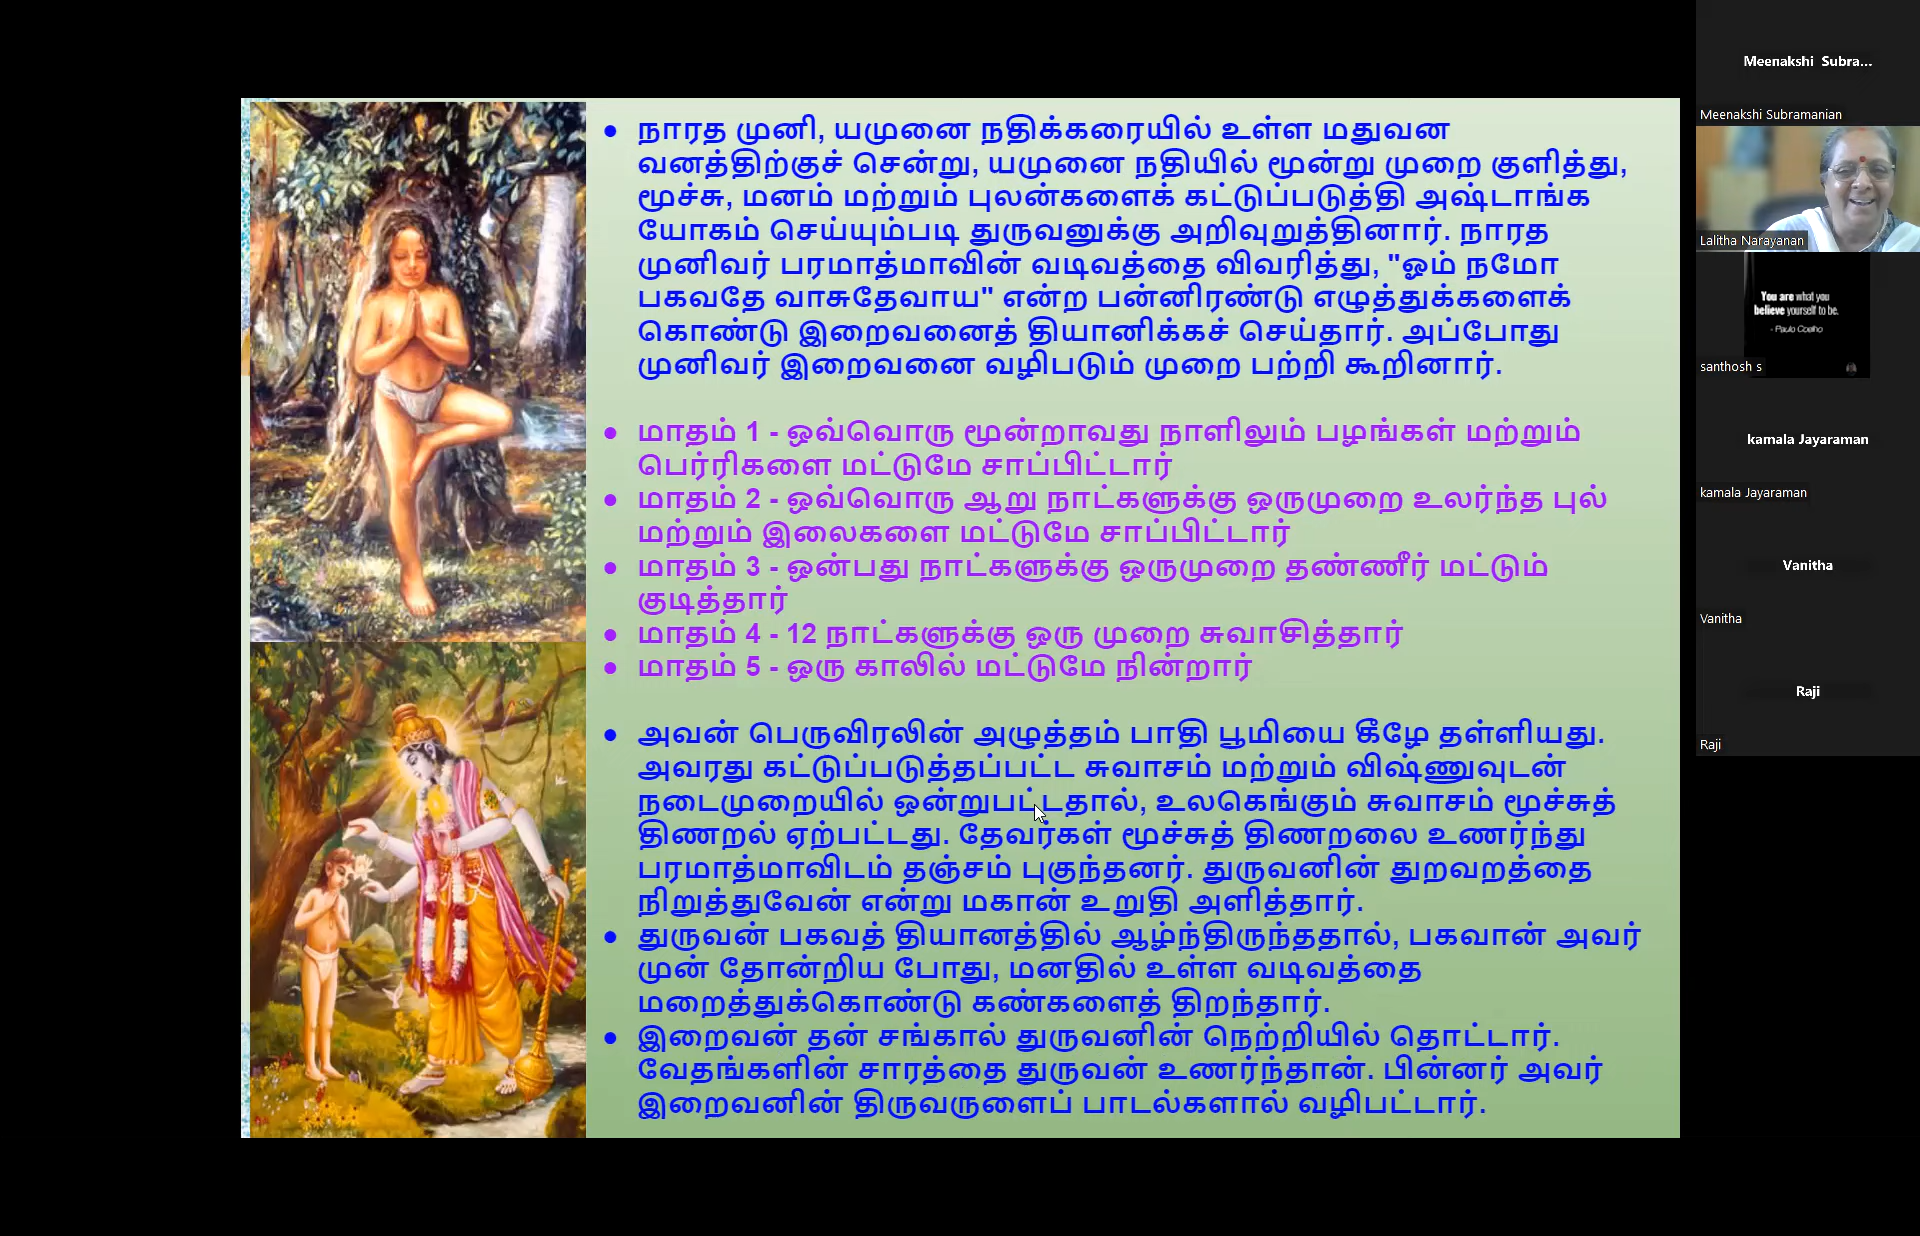 நாரத முனி, யமுனை நதிக்கரையில் உள்ள மதுவன
வனத்திற்குச் சென்று, யமுனை நதியில் மூன்று முறை குளித்து,
மூச்சு, மனம் மற்றும் புலன்களைக் கட்டுப்படுத்தி அஷ்டாங்க
யோகம் செய்யும்படி துருவனுக்கு அறிவுறுத்தினார். நாரத
முனிவர் பரமாத்மாவின் வடிவத்தை விவரித்து, "ஓம் நமோ
பகவதே வாசுதேவாய" என்ற பன்னிரண்டு எழுத்துக்களைக்
கொண்டு இறைவனைத் தியானிக்கச் செய்தார். அப்போது
முனிவர் இறைவனை வழிபடும் முறை பற்றி கூறினார்.
மாதம் 1 - ஒவ்வொரு மூன்றாவது நாளிலும் பழங்கள் மற்றும்
பெர்ரிகளை மட்டுமே சாப்பிட்டார்
மாதம் 2 - ஒவ்வொரு ஆறு நாட்களுக்கு ஒருமுறை உலர்ந்த புல்
மற்றும் இலைகளை மட்டுமே சாப்பிட்டார்
மாதம் 3 - ஒன்பது நாட்களுக்கு ஒருமுறை தண்ணீர் மட்டும்
குடித்தார்
மாதம் 4 - 12 நாட்களுக்கு ஒரு முறை சுவாசித்தார்
மாதம் 5 - ஒரு காலில் மட்டுமே நின்றார்
அவன் பெருவிரலின் அழுத்தம் பாதி பூமியை கீழே தள்ளியது.
அவரது கட்டுப்படுத்தப்பட்ட சுவாசம் மற்றும் விஷ்ணுவுடன்
நடைமுறையில் ஒன்றுபட்டதால், உலகெங்கும் சுவாசம் மூச்சுத்
திணறல் ஏற்பட்டது. தேவர்கள் மூச்சுத் திணறலை உணர்ந்து
பரமாத்மாவிடம் தஞ்சம் புகுந்தனர். துருவனின் துறவறத்தை
நிறுத்துவேன் என்று மகான் உறுதி அளித்தார்.
துருவன் பகவத் தியானத்தில் ஆழ்ந்திருந்ததால், பகவான் அவர்
முன் தோன்றிய போது, மனதில் உள்ள வடிவத்தை
மறைத்துக்கொண்டு கண்களைத் திறந்தார்.
இறைவன் தன் சங்கால் துருவனின் நெற்றியில் தொட்டார்.
வேதங்களின் சாரத்தை துருவன் உணர்ந்தான். பின்னர் அவர்
இறைவனின் திருவருளைப் பாடல்களால் வழிபட்டார்.
Meenakshi Subra...
Meenakshi Subramanian
Lalitha Narayanan
You are what you
believe yourself to be.
- Paulo Coelho
santhosh s
kamala Jayaraman
kamala Jayaraman
Vanitha
Vanitha
Raji
Raji